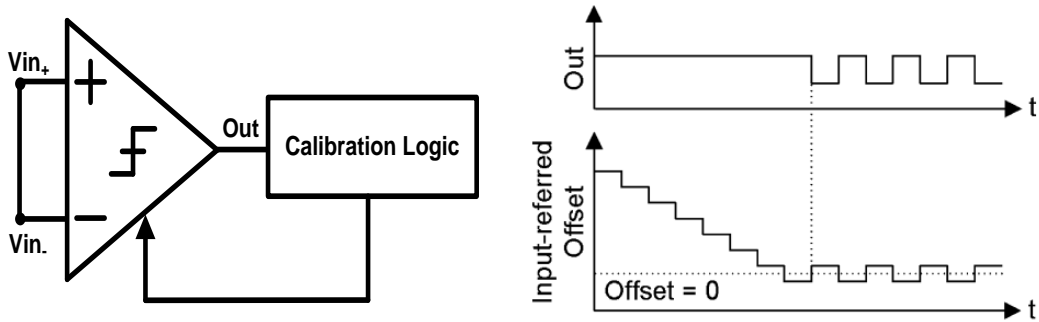 Vin+
Vin-
Out
Calibration Logic
Out
t
Input-referred
Offset
Offset = 0
t